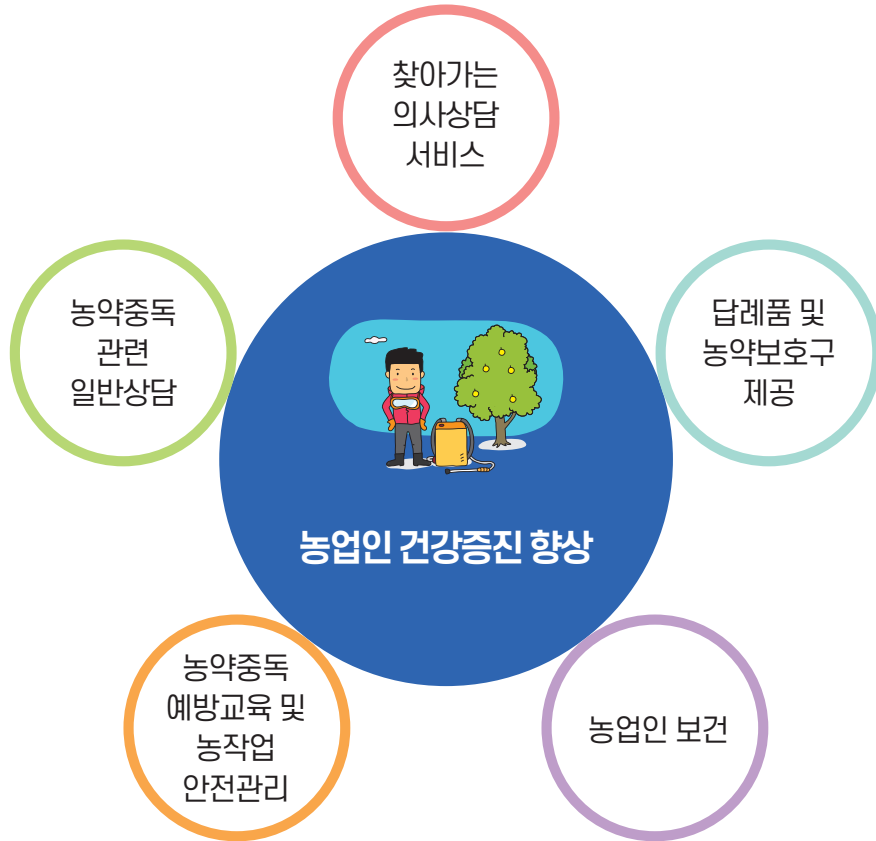 찾아가는
의사상담
서비스
농약중독
관련
일반상담
답례품 및
농약보호구
제공
농업인 건강증진 향상
농약중독
예방교육 및
농작업
안전관리
농업인 보건